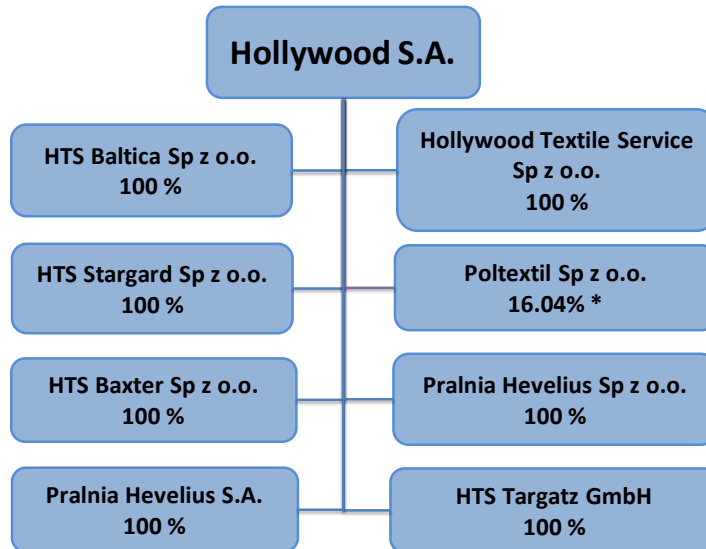 Hollywood S.A.
HTS Baltica Sp z o.o.
100 %
Hollywood Textile Service
Sp z o.o.
100 %
HTS Stargard Sp z o.o.
100 %
Poltextil Sp z o.o.
16.04% *
HTS Baxter Sp z o.o.
100 %
Pralnia Hevelius Sp z o.o.
100 %
Pralnia Hevelius S.A.
100 %
HTS Targatz GmbH
100 %